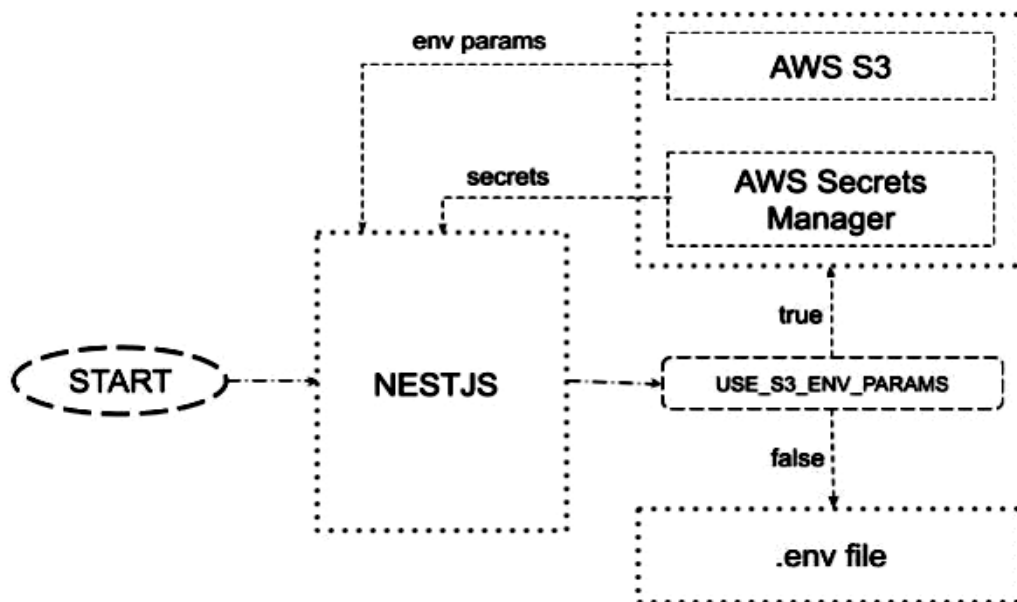 env params
AWS S3
secrets
AWS Secrets
Manager
true
START
NESTJS
USE_S3_ENV_PARAMS
false
.env file